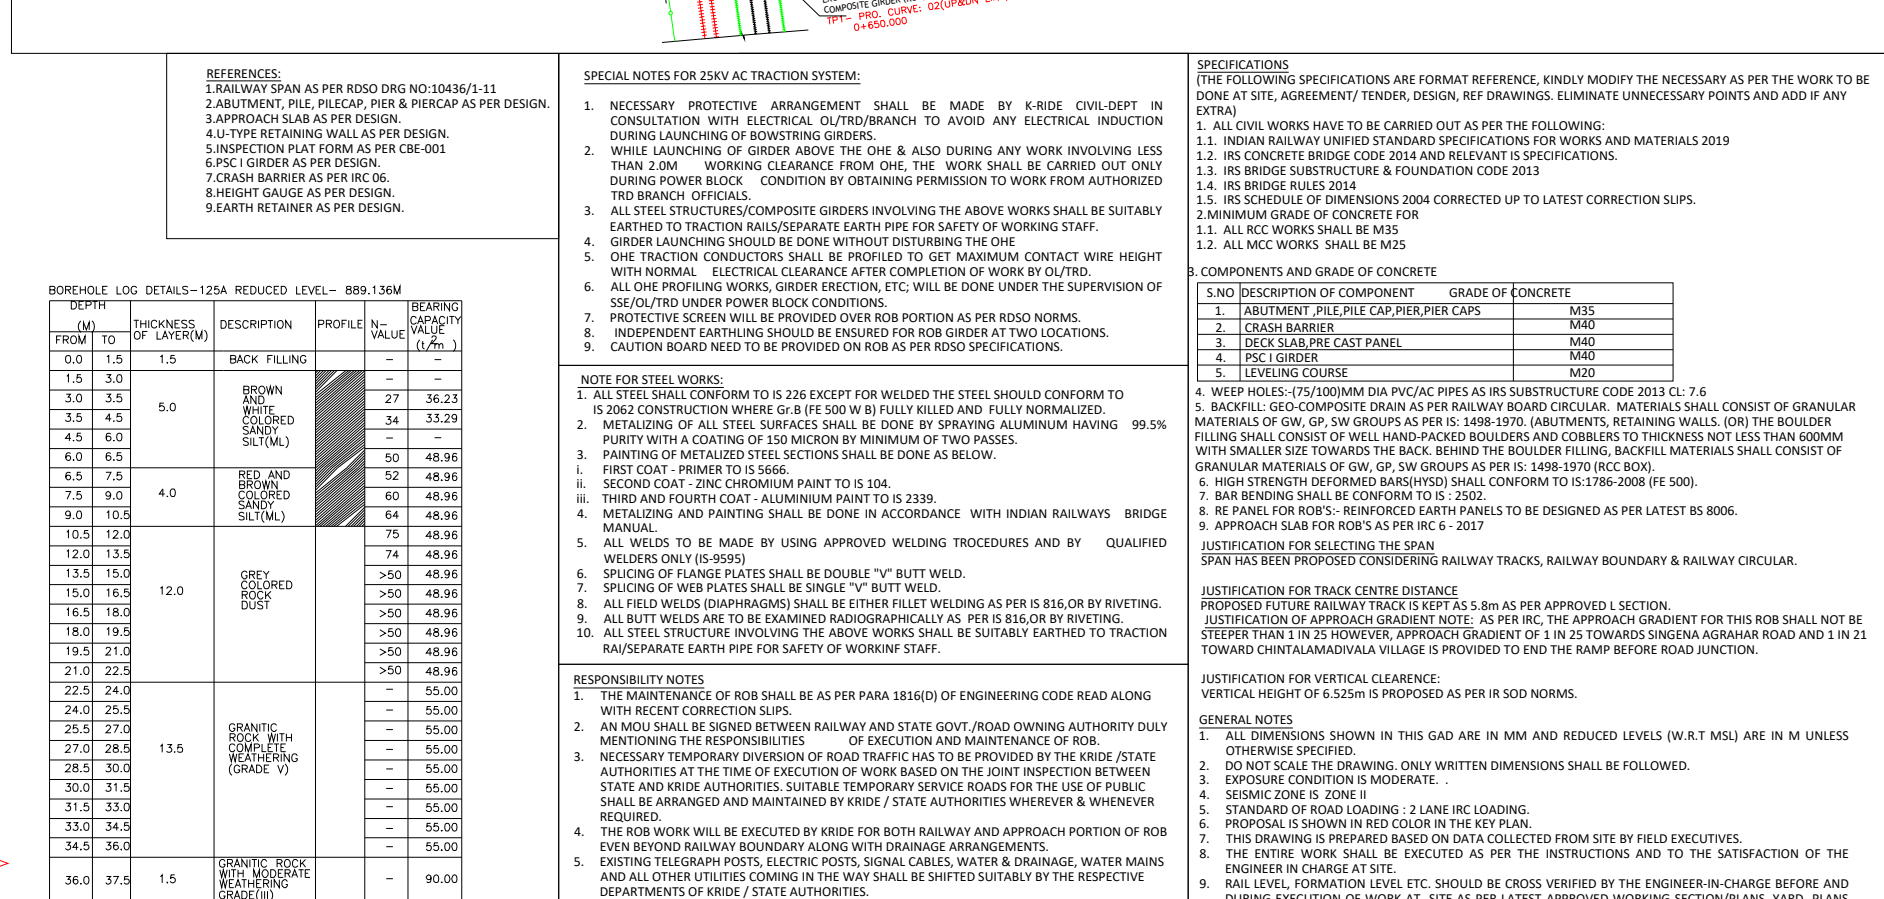 COMPOSITE GIRDER
TPT- PRO. CURVE: 02(UP&DN
0+650.000
REFERENCES:
1.RAILWAY SPAN AS PER RDSO DRG NO:10436/1-11
2.ABUTMENT, PILE, PILECAP, PIER & PIERCAP AS PER DESIGN.
3.APPROACH SLAB AS PER DESIGN.
4.U-TYPE RETAINING WALL AS PER DESIGN.
5.INSPECTION PLAT FORM AS PER CBE-001
6.PSC I GIRDER AS PER DESIGN.
7.CRASH BARRIER AS PER IRC 06.
8.HEIGHT GAUGE AS PER DESIGN.
9.EARTH RETAINER AS PER DESIGN.
BOREHOLE LOG DETAILS-125A REDUCED LEVEL- 889.136M
DEPTH (M) THICKNESS OF LAYER(M) DESCRIPTION PROFILE N-VALUE BEARING CAPACITY VALUE (t/m2)
FROM TO
0.0 1.5 1.5 BACK FILLING - -
1.5 3.0 5.0 BROWN AND WHITE COLORED SANDY SILT(ML) - -
3.0 3.5 27 36.23
3.5 4.5 34 33.29
4.5 6.0 - -
6.0 6.5 50 48.96
6.5 7.5 4.0 RED AND BROWN COLORED SANDY SILT(ML) 52 48.96
7.5 9.0 60 48.96
9.0 10.5 64 48.96
10.5 12.0 12.0 GREY COLORED ROCK DUST 75 48.96
12.0 13.5 74 48.96
13.5 15.0 >50 48.96
15.0 16.5 >50 48.96
16.5 18.0 >50 48.96
18.0 19.5 >50 48.96
19.5 21.0 >50 48.96
21.0 22.5 >50 48.96
22.5 24.0 13.5 GRANITIC ROCK WITH COMPLETE WEATHERING (GRADE V) - 55.00
24.0 25.5 - 55.00
25.5 27.0 - 55.00
27.0 28.5 - 55.00
28.5 30.0 - 55.00
30.0 31.5 - 55.00
31.5 33.0 - 55.00
33.0 34.5 - 55.00
34.5 36.0 - 55.00
36.0 37.5 1.5 GRANITIC ROCK WITH MODERATE WEATHERING GRADE(III) - 90.00
SPECIAL NOTES FOR 25KV AC TRACTION SYSTEM:
1. NECESSARY PROTECTIVE ARRANGEMENT SHALL BE MADE BY K-RIDE CIVIL-DEPT IN
CONSULTATION WITH ELECTRICAL OL/TRD/BRANCH TO AVOID ANY ELECTRICAL INDUCTION
DURING LAUNCHING OF BOWSTRING GIRDERS.
2. WHILE LAUNCHING OF GIRDER ABOVE THE OHE & ALSO DURING ANY WORK INVOLVING LESS
THAN 2.0M WORKING CLEARANCE FROM OHE, THE WORK SHALL BE CARRIED OUT ONLY
DURING POWER BLOCK CONDITION BY OBTAINING PERMISSION TO WORK FROM AUTHORIZED
TRD BRANCH OFFICIALS.
3. ALL STEEL STRUCTURES/COMPOSITE GIRDERS INVOLVING THE ABOVE WORKS SHALL BE SUITABLY
EARTHED TO TRACTION RAILS/SEPARATE EARTH PIPE FOR SAFETY OF WORKING STAFF.
4. GIRDER LAUNCHING SHOULD BE DONE WITHOUT DISTURBING THE OHE
5. OHE TRACTION CONDUCTORS SHALL BE PROFILED TO GET MAXIMUM CONTACT WIRE HEIGHT
WITH NORMAL ELECTRICAL CLEARANCE AFTER COMPLETION OF WORK BY OL/TRD.
6. ALL OHE PROFILING WORKS, GIRDER ERECTION, ETC; WILL BE DONE UNDER THE SUPERVISION OF
SSE/OL/TRD UNDER POWER BLOCK CONDITIONS.
7. PROTECTIVE SCREEN WILL BE PROVIDED OVER ROB PORTION AS PER RDSO NORMS.
8. INDEPENDENT EARTHLING SHOULD BE ENSURED FOR ROB GIRDER AT TWO LOCATIONS.
9. CAUTION BOARD NEED TO BE PROVIDED ON ROB AS PER RDSO SPECIFICATIONS.
NOTE FOR STEEL WORKS:
1. ALL STEEL SHALL CONFORM TO IS 226 EXCEPT FOR WELDED THE STEEL SHOULD CONFORM TO
IS 2062 CONSTRUCTION WHERE Gr.B (FE 500 W B) FULLY KILLED AND FULLY NORMALIZED.
2. METALIZING OF ALL STEEL SURFACES SHALL BE DONE BY SPRAYING ALUMINUM HAVING 99.5%
PURITY WITH A COATING OF 150 MICRON BY MINIMUM OF TWO PASSES.
3. PAINTING OF METALIZED STEEL SECTIONS SHALL BE DONE AS BELOW.
i. FIRST COAT - PRIMER TO IS 5666.
ii. SECOND COAT - ZINC CHROMIUM PAINT TO IS 104.
iii. THIRD AND FOURTH COAT - ALUMINIUM PAINT TO IS 2339.
4. METALIZING AND PAINTING SHALL BE DONE IN ACCORDANCE WITH INDIAN RAILWAYS BRIDGE
MANUAL.
5. ALL WELDS TO BE MADE BY USING APPROVED WELDING TROCEDURES AND BY QUALIFIED
WELDERS ONLY (IS-9595)
6. SPLICING OF FLANGE PLATES SHALL BE DOUBLE "V" BUTT WELD.
7. SPLICING OF WEB PLATES SHALL BE SINGLE "V" BUTT WELD.
8. ALL FIELD WELDS (DIAPHRAGMS) SHALL BE EITHER FILLET WELDING AS PER IS 816,OR BY RIVETING.
9. ALL BUTT WELDS ARE TO BE EXAMINED RADIOGRAPHICALLY AS PER IS 816,OR BY RIVETING.
10. ALL STEEL STRUCTURE INVOLVING THE ABOVE WORKS SHALL BE SUITABLY EARTHED TO TRACTION
RAI/SEPARATE EARTH PIPE FOR SAFETY OF WORKINF STAFF.
RESPONSIBILITY NOTES
1. THE MAINTENANCE OF ROB SHALL BE AS PER PARA 1816(D) OF ENGINEERING CODE READ ALONG
WITH RECENT CORRECTION SLIPS.
2. AN MOU SHALL BE SIGNED BETWEEN RAILWAY AND STATE GOVT./ROAD OWNING AUTHORITY DULY
MENTIONING THE RESPONSIBILITIES OF EXECUTION AND MAINTENANCE OF ROB.
3. NECESSARY TEMPORARY DIVERSION OF ROAD TRAFFIC HAS TO BE PROVIDED BY THE KRIDE /STATE
AUTHORITIES AT THE TIME OF EXECUTION OF WORK BASED ON THE JOINT INSPECTION BETWEEN
STATE AND KRIDE AUTHORITIES. SUITABLE TEMPORARY SERVICE ROADS FOR THE USE OF PUBLIC
SHALL BE ARRANGED AND MAINTAINED BY KRIDE / STATE AUTHORITIES WHEREVER & WHENEVER
REQUIRED.
4. THE ROB WORK WILL BE EXECUTED BY KRIDE FOR BOTH RAILWAY AND APPROACH PORTION OF ROB
EVEN BEYOND RAILWAY BOUNDARY ALONG WITH DRAINAGE ARRANGEMENTS.
5. EXISTING TELEGRAPH POSTS, ELECTRIC POSTS, SIGNAL CABLES, WATER & DRAINAGE, WATER MAINS
AND ALL OTHER UTILITIES COMING IN THE WAY SHALL BE SHIFTED SUITABLY BY THE RESPECTIVE
DEPARTMENTS OF KRIDE / STATE AUTHORITIES.
SPECIFICATIONS
(THE FOLLOWING SPECIFICATIONS ARE FORMAT REFERENCE, KINDLY MODIFY THE NECESSARY AS PER THE WORK TO BE
DONE AT SITE, AGREEMENT/ TENDER, DESIGN, REF DRAWINGS. ELIMINATE UNNECESSARY POINTS AND ADD IF ANY
EXTRA)
1. ALL CIVIL WORKS HAVE TO BE CARRIED OUT AS PER THE FOLLOWING:
1.1. INDIAN RAILWAY UNIFIED STANDARD SPECIFICATIONS FOR WORKS AND MATERIALS 2019
1.2. IRS CONCRETE BRIDGE CODE 2014 AND RELEVANT IS SPECIFICATIONS.
1.3. IRS BRIDGE SUBSTRUCTURE & FOUNDATION CODE 2013
1.4. IRS BRIDGE RULES 2014
1.5. IRS SCHEDULE OF DIMENSIONS 2004 CORRECTED UP TO LATEST CORRECTION SLIPS.
2.MINIMUM GRADE OF CONCRETE FOR
1.1. ALL RCC WORKS SHALL BE M35
1.2. ALL MCC WORKS SHALL BE M25
3. COMPONENTS AND GRADE OF CONCRETE
S.NO DESCRIPTION OF COMPONENT GRADE OF CONCRETE
1. ABUTMENT ,PILE,PILE CAP,PIER,PIER CAPS M35
2. CRASH BARRIER M40
3. DECK SLAB,PRE CAST PANEL M40
4. PSC I GIRDER M40
5. LEVELING COURSE M20
4. WEEP HOLES:-(75/100)MM DIA PVC/AC PIPES AS IRS SUBSTRUCTURE CODE 2013 CL: 7.6
5. BACKFILL: GEO-COMPOSITE DRAIN AS PER RAILWAY BOARD CIRCULAR. MATERIALS SHALL CONSIST OF GRANULAR
MATERIALS OF GW, GP, SW GROUPS AS PER IS: 1498-1970. (ABUTMENTS, RETAINING WALLS. (OR) THE BOULDER
FILLING SHALL CONSIST OF WELL HAND-PACKED BOULDERS AND COBBLERS TO THICKNESS NOT LESS THAN 600MM
WITH SMALLER SIZE TOWARDS THE BACK. BEHIND THE BOULDER FILLING, BACKFILL MATERIALS SHALL CONSIST OF
GRANULAR MATERIALS OF GW, GP, SW GROUPS AS PER IS: 1498-1970 (RCC BOX).
6. HIGH STRENGTH DEFORMED BARS(HYSD) SHALL CONFORM TO IS:1786-2008 (FE 500).
7. BAR BENDING SHALL BE CONFORM TO IS : 2502.
8. RE PANEL FOR ROB'S:- REINFORCED EARTH PANELS TO BE DESIGNED AS PER LATEST BS 8006.
9. APPROACH SLAB FOR ROB'S AS PER IRC 6 - 2017
JUSTIFICATION FOR SELECTING THE SPAN
SPAN HAS BEEN PROPOSED CONSIDERING RAILWAY TRACKS, RAILWAY BOUNDARY & RAILWAY CIRCULAR.
JUSTIFICATION FOR TRACK CENTRE DISTANCE
PROPOSED FUTURE RAILWAY TRACK IS KEPT AS 5.8m AS PER APPROVED L SECTION.
JUSTIFICATION OF APPROACH GRADIENT NOTE: AS PER IRC, THE APPROACH GRADIENT FOR THIS ROB SHALL NOT BE
STEEPER THAN 1 IN 25 HOWEVER, APPROACH GRADIENT OF 1 IN 25 TOWARDS SINGENA AGRAHAR ROAD AND 1 IN 21
TOWARD CHINTALAMADIVALA VILLAGE IS PROVIDED TO END THE RAMP BEFORE ROAD JUNCTION.
JUSTIFICATION FOR VERTICAL CLEARENCE:
VERTICAL HEIGHT OF 6.525m IS PROPOSED AS PER IR SOD NORMS.
GENERAL NOTES
1. ALL DIMENSIONS SHOWN IN THIS GAD ARE IN MM AND REDUCED LEVELS (W.R.T MSL) ARE IN M UNLESS
OTHERWISE SPECIFIED.
2. DO NOT SCALE THE DRAWING. ONLY WRITTEN DIMENSIONS SHALL BE FOLLOWED.
3. EXPOSURE CONDITION IS MODERATE. .
4. SEISMIC ZONE IS ZONE II
5. STANDARD OF ROAD LOADING : 2 LANE IRC LOADING.
6. PROPOSAL IS SHOWN IN RED COLOR IN THE KEY PLAN.
7. THIS DRAWING IS PREPARED BASED ON DATA COLLECTED FROM SITE BY FIELD EXECUTIVES.
8. THE ENTIRE WORK SHALL BE EXECUTED AS PER THE INSTRUCTIONS AND TO THE SATISFACTION OF THE
ENGINEER IN CHARGE AT SITE.
9. RAIL LEVEL, FORMATION LEVEL ETC. SHOULD BE CROSS VERIFIED BY THE ENGINEER-IN-CHARGE BEFORE AND
DURING EXECUTION OF WORK AT SITE AS PER LATEST APPROVED WORKING SECTION/PLANS, YARD PLANS